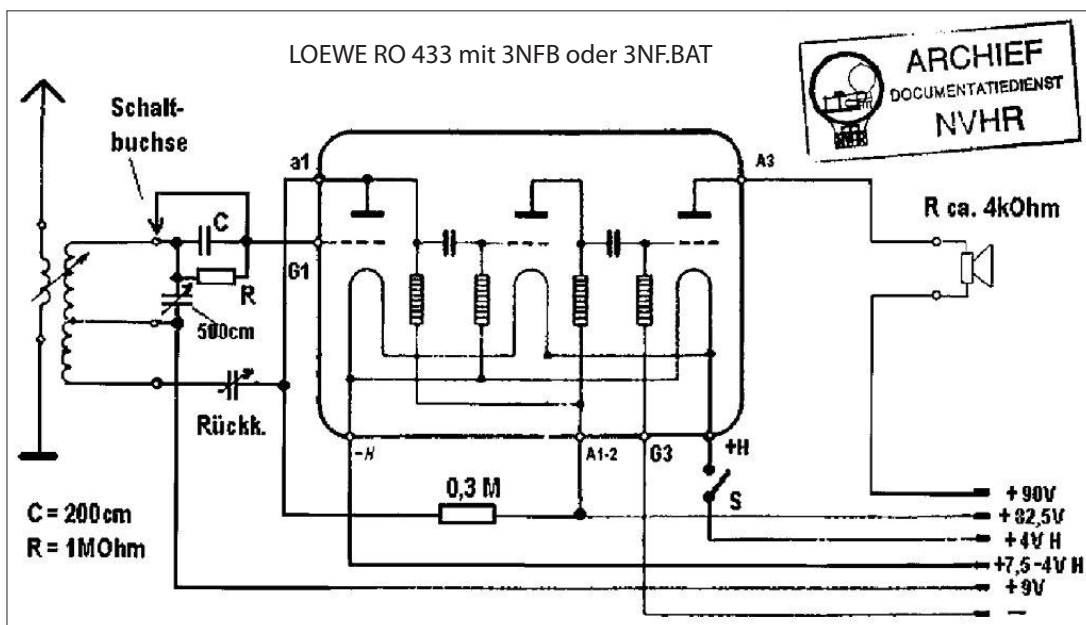 LOEWE RO 433 mit 3NFB oder 3NF.BAT
ARCHIEF
DOCUMENTATIEDIENST
NVHR
Schalt-
buchse
a1
A3
C
R ca. 4kOhm
G1
R
500cm
Rückk.
-H
A1-2
G3
+H
0,3 M
S
C = 200cm
R = 1MOhm
+90V
+82,5V
+4V H
+7,5-4V H
+9V
—